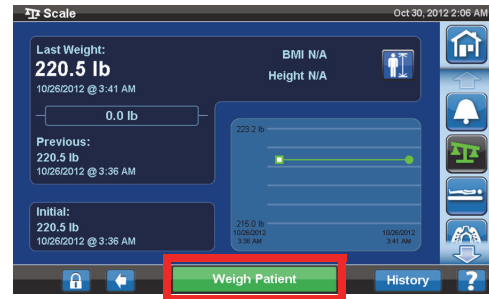 Scale
Oct 30, 2012 2:06 AM
Last Weight:
220.5 lb
10/26/2012 @ 3:41 AM
BMI N/A
Height N/A
0.0 lb
Previous:
220.5 lb
10/26/2012 @ 3:36 AM
Initial:
220.5 lb
10/26/2012 @ 3:36 AM
223.2 lb
215.0 lb
10/26/2012
3:36 AM
10/26/2012
3:41 AM
Weigh Patient
History
?